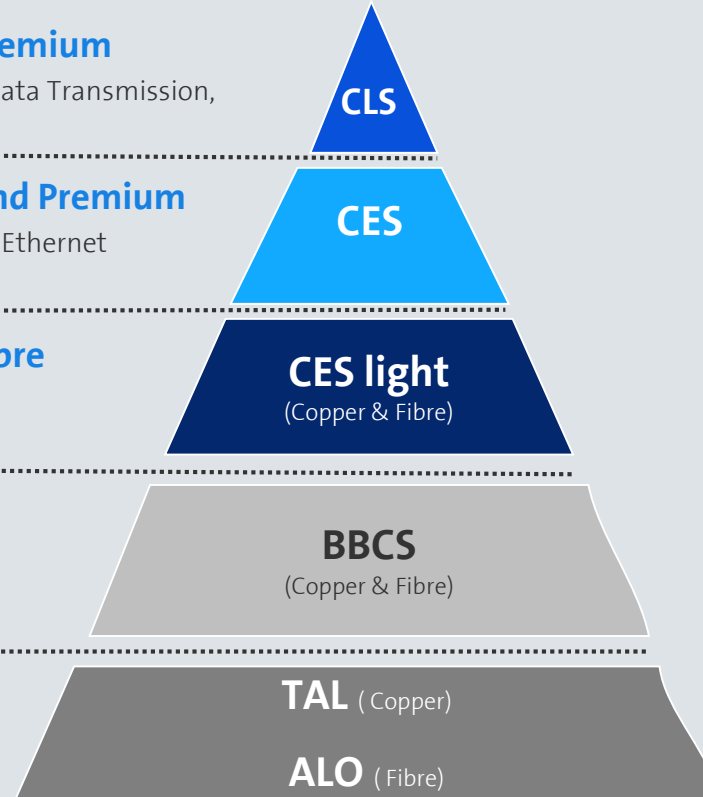 emium
ata Transmission,
CLS
nd Premium
Ethernet
CES
bre
CES light
(Copper & Fibre)
BBCS
(Copper & Fibre)
TAL ( Copper)
ALO ( Fibre)